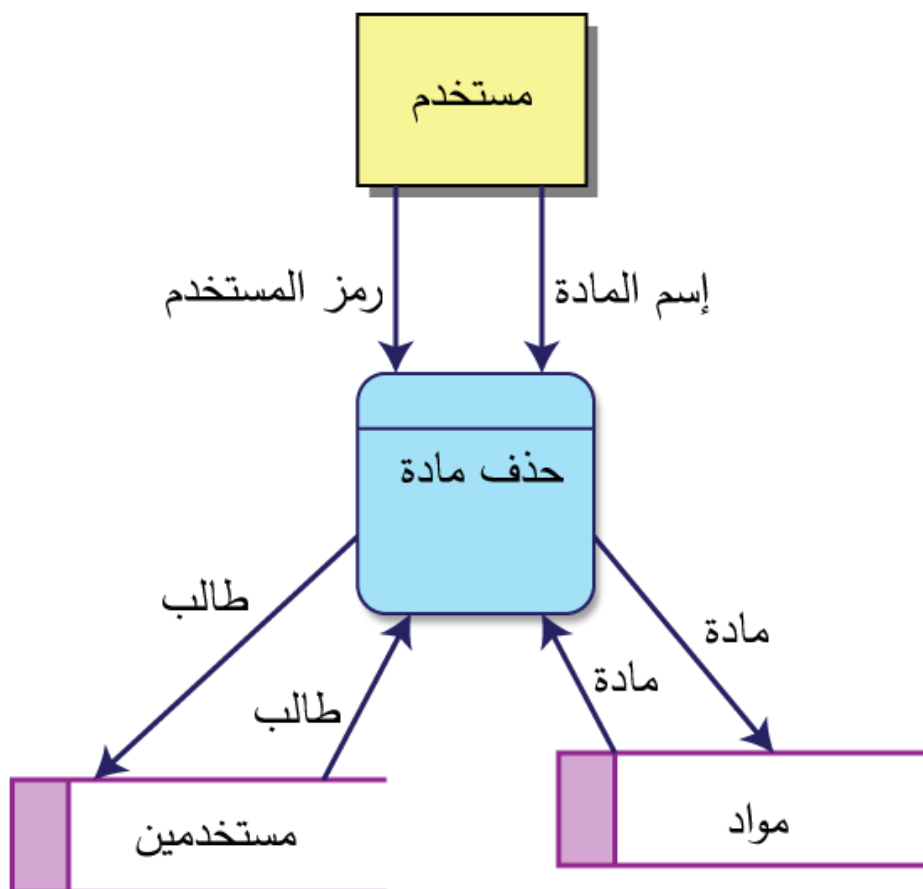 مستخدم
إسم المادة
رمز المستخدم
حذف مادة
طالب
مادة
مادة
طالب
مواد
مستخدمين